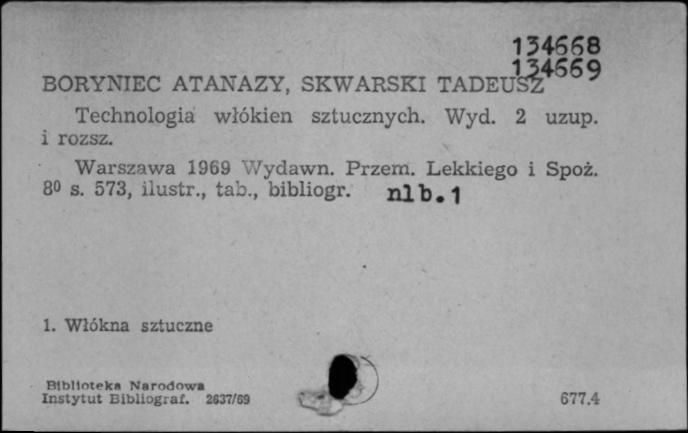 134668
134669
BORYNIEC ATANAZY, SKWARSKI TADEUSZ
Technologia włókien sztucznych. Wyd. 2 uzup.
i rozsz.
Warszawa 1969 Wydawn. Przem. Lekkiego i Spoż.
8⁰ s. 573, ilustr., tab., bibliogr. nlb.1
1. Włókna sztuczne
Biblioteka Narodowa
Instytut Bibliograf. 2637/69
677.4